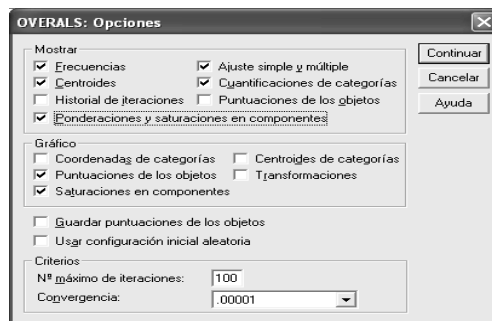 OVERALS: Opciones
Mostrar
Frecuencias
Ajuste simple y múltiple
Centroides
Cuantificaciones de categorías
Historial de iteraciones
Puntuaciones de los objetos
Ponderaciones y saturaciones en componentes
Gráfico
Coordenadas de categorías
Centroides de categorías
Puntuaciones de los objetos
Transformaciones
Saturaciones en componentes
Guardar puntuaciones de los objetos
Usar configuración inicial aleatoria
Criterios
Nº máximo de iteraciones:
100
Convergencia:
.00001
Continuar
Cancelar
Ayuda